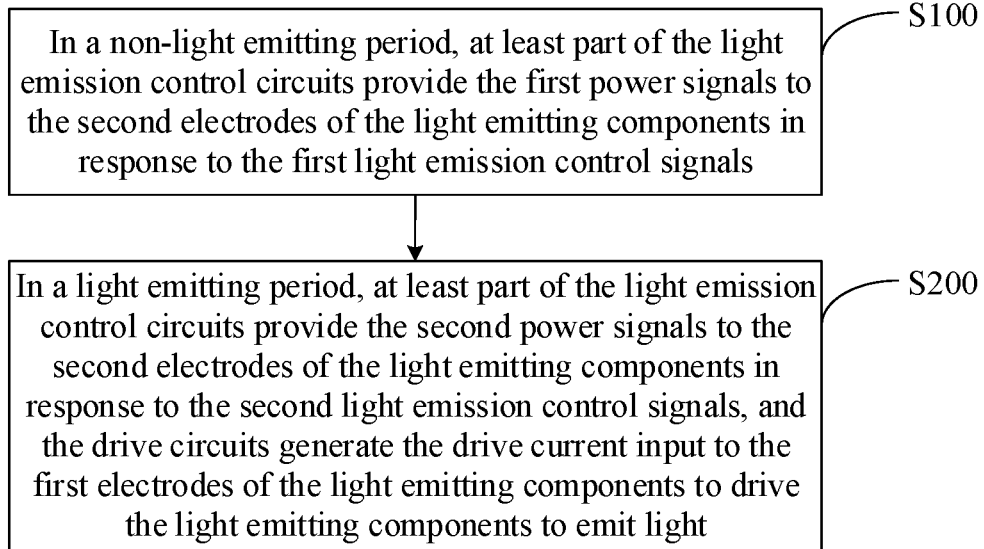 S100
In a non-light emitting period, at least part of the light
emission control circuits provide the first power signals to
the second electrodes of the light emitting components in
response to the first light emission control signals
S200
In a light emitting period, at least part of the light emission
control circuits provide the second power signals to the
second electrodes of the light emitting components in
response to the second light emission control signals, and
the drive circuits generate the drive current input to the
first electrodes of the light emitting components to drive
the light emitting components to emit light